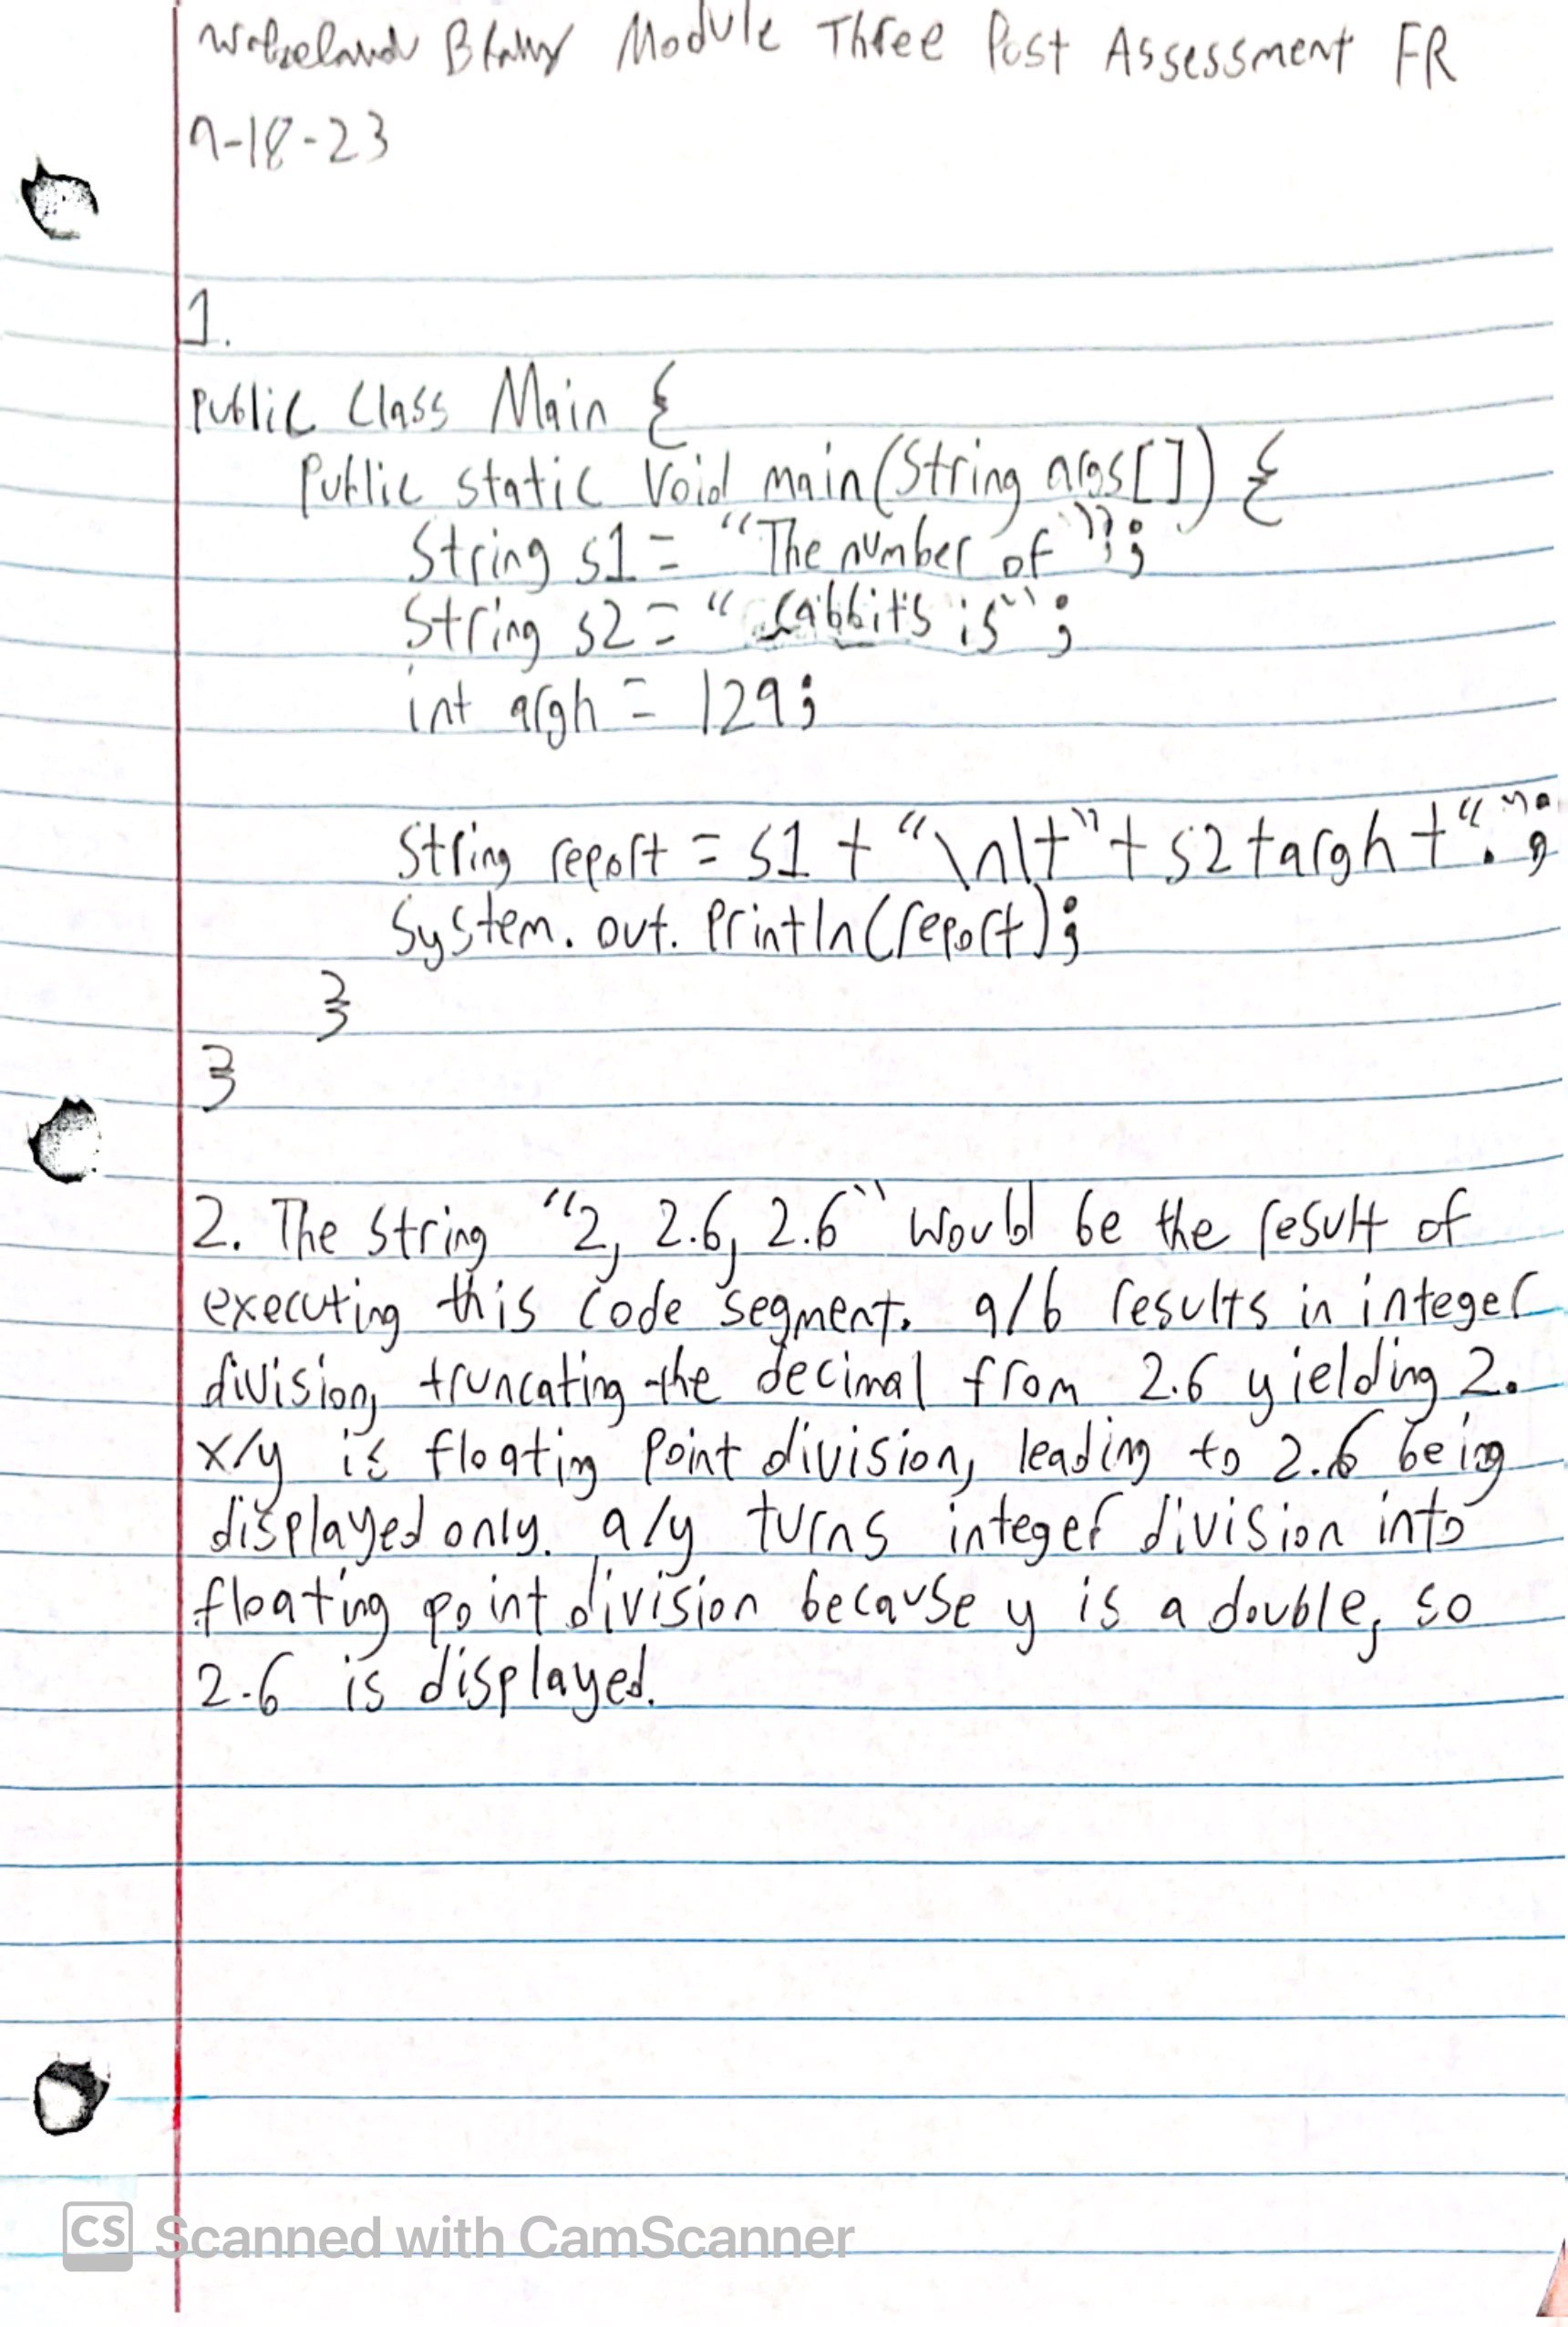 Module Three Post Assessment FR
9-18-23
1.
Public Class Main {
Public static Void main(String args[]) {
String s1 = "The number of ";
String s2 = " rabbits is";
int argh = 129;
String report = s1 + "\n\t" + s2 + argh + ".";
System.out.Println(report);
}
}
2. The string "2, 2.6, 2.6" would be the result of
executing this code segment. a/b results in integer
division, truncating the decimal from 2.6 yielding 2.
x/y is floating point division, leading to 2.6 being
displayed only. a/y turns integer division into
floating point division because y is a double, so
2.6 is displayed.
CS Scanned with CamScanner